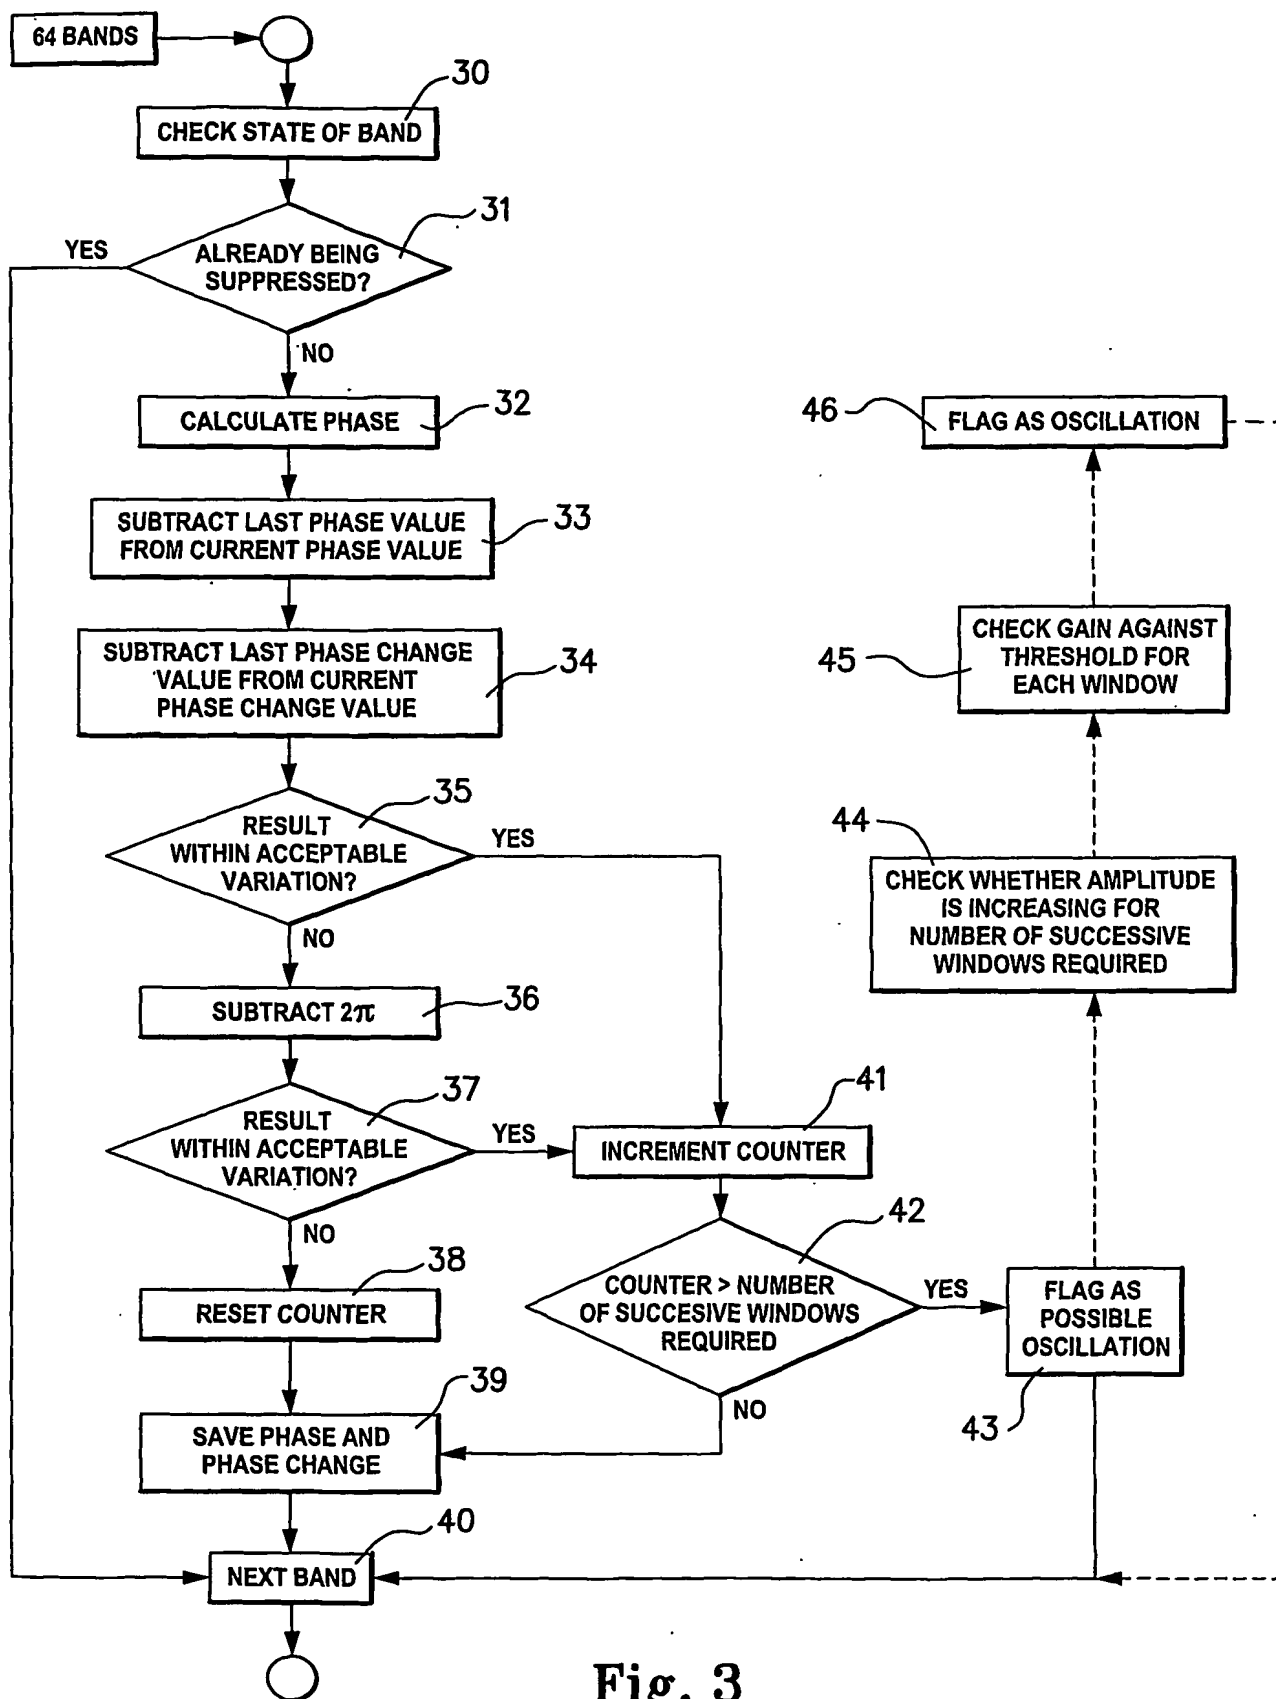 64 BANDS
30
CHECK STATE OF BAND
31
YES
ALREADY BEING
SUPPRESSED?
NO
32
CALCULATE PHASE
33
SUBTRACT LAST PHASE VALUE
FROM CURRENT PHASE VALUE
34
SUBTRACT LAST PHASE CHANGE
VALUE FROM CURRENT
PHASE CHANGE VALUE
35
RESULT
WITHIN ACCEPTABLE
VARIATION?
YES
NO
36
SUBTRACT 2π
37
RESULT
WITHIN ACCEPTABLE
VARIATION?
YES
NO
38
RESET COUNTER
39
SAVE PHASE AND
PHASE CHANGE
40
NEXT BAND
41
INCREMENT COUNTER
42
COUNTER > NUMBER
OF SUCCESIVE WINDOWS
REQUIRED
YES
NO
FLAG AS
POSSIBLE
OSCILLATION
43
44
CHECK WHETHER AMPLITUDE
IS INCREASING FOR
NUMBER OF SUCCESSIVE
WINDOWS REQUIRED
45
CHECK GAIN AGAINST
THRESHOLD FOR
EACH WINDOW
46
FLAG AS OSCILLATION
Fig. 3